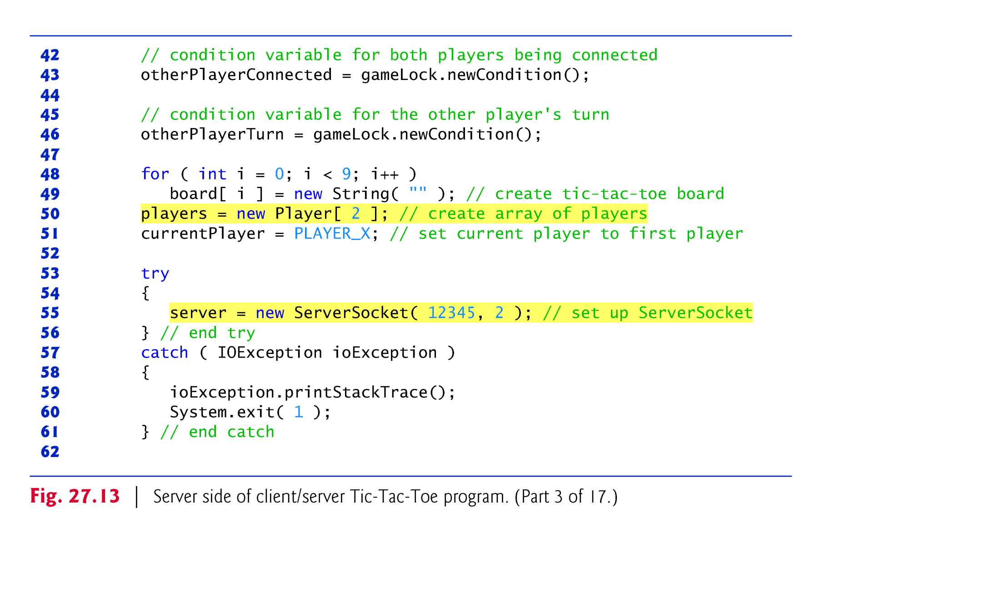 42 // condition variable for both players being connected
43 otherPlayerConnected = gameLock.newCondition();
44
45 // condition variable for the other player's turn
46 otherPlayerTurn = gameLock.newCondition();
47
48 for ( int i = 0; i < 9; i++ )
49 board[ i ] = new String( "" ); // create tic-tac-toe board
50 players = new Player[ 2 ]; // create array of players
51 currentPlayer = PLAYER_X; // set current player to first player
52
53 try
54 {
55 server = new ServerSocket( 12345, 2 ); // set up ServerSocket
56 } // end try
57 catch ( IOException ioException )
58 {
59 ioException.printStackTrace();
60 System.exit( 1 );
61 } // end catch
62
Fig. 27.13 | Server side of client/server Tic-Tac-Toe program. (Part 3 of 17.)